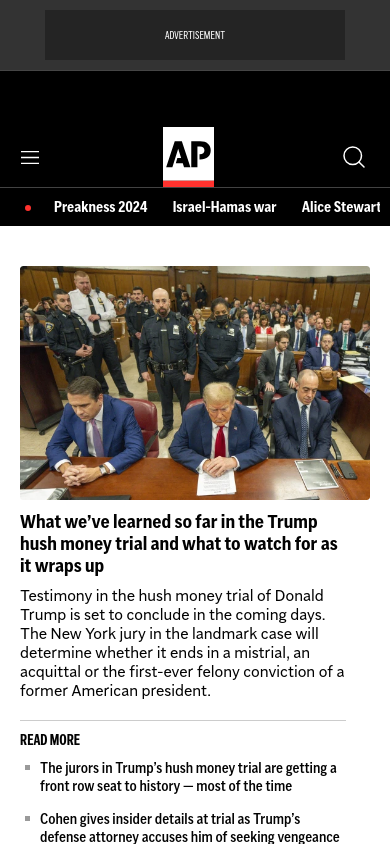 ADVERTISEMENT
AP
Preakness 2024 Israel-Hamas war Alice Stewart
What we’ve learned so far in the Trump
hush money trial and what to watch for as
it wraps up
Testimony in the hush money trial of Donald
Trump is set to conclude in the coming days.
The New York jury in the landmark case will
determine whether it ends in a mistrial, an
acquittal or the first-ever felony conviction of a
former American president.
READ MORE
The jurors in Trump’s hush money trial are getting a
front row seat to history — most of the time
Cohen gives insider details at trial as Trump’s
defense attorney accuses him of seeking vengeance